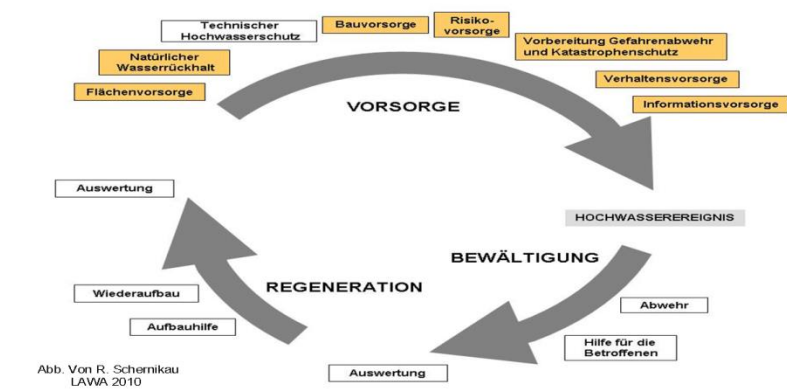 Technischer
Hochwasserschutz
Bauvorsorge
Risiko-
vorsorge
Vorbereitung Gefahrenabwehr
und Katastrophenschutz
Natürlicher
Wasserrückhalt
Verhaltensvorsorge
Flächenvorsorge
Informationsvorsorge
VORSORGE
Auswertung
HOCHWASSEREREIGNIS
BEWÄLTIGUNG
REGENERATION
Wiederaufbau
Abwehr
Aufbauhilfe
Hilfe für die
Betroffenen
Auswertung
Abb. Von R. Schernikau
LAWA 2010